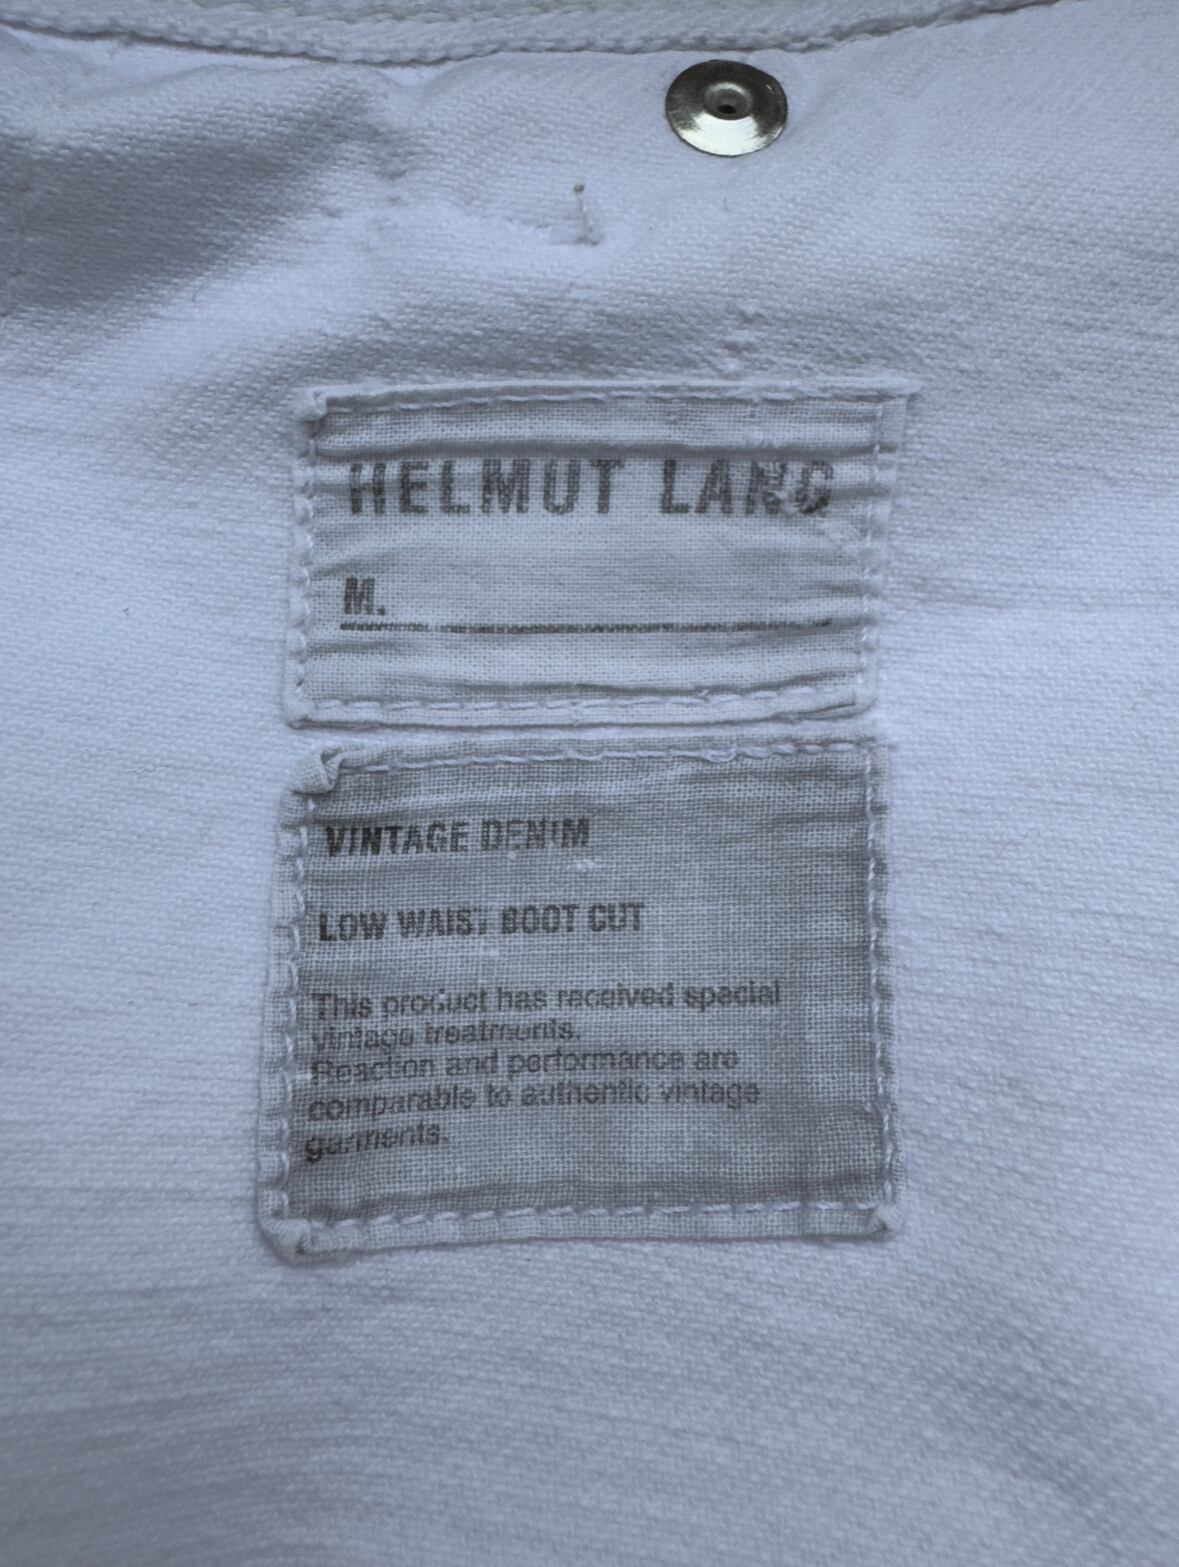 HELMUT LANG
M.
VINTAGE DENIM
LOW WAIST BOOT CUT
This product has received special
vintage treatments.
Reaction and performance are
comparable to authentic vintage
garments.